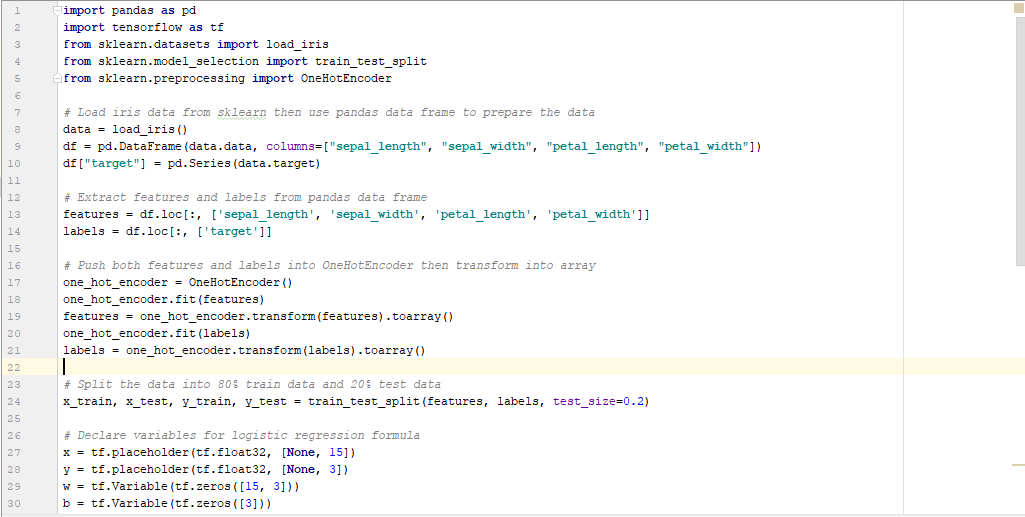 1 import pandas as pd
2 import tensorflow as tf
3 from sklearn.datasets import load_iris
4 from sklearn.model_selection import train_test_split
5 from sklearn.preprocessing import OneHotEncoder
6
7 # Load iris data from sklearn then use pandas data frame to prepare the data
8 data = load_iris()
9 df = pd.DataFrame(data.data, columns=["sepal_length", "sepal_width", "petal_length", "petal_width"])
10 df["target"] = pd.Series(data.target)
11
12 # Extract features and labels from pandas data frame
13 features = df.loc[:, ['sepal_length', 'sepal_width', 'petal_length', 'petal_width']]
14 labels = df.loc[:, ['target']]
15
16 # Push both features and labels into OneHotEncoder then transform into array
17 one_hot_encoder = OneHotEncoder()
18 one_hot_encoder.fit(features)
19 features = one_hot_encoder.transform(features).toarray()
20 one_hot_encoder.fit(labels)
21 labels = one_hot_encoder.transform(labels).toarray()
22
23 # Split the data into 80% train data and 20% test data
24 x_train, x_test, y_train, y_test = train_test_split(features, labels, test_size=0.2)
25
26 # Declare variables for logistic regression formula
27 x = tf.placeholder(tf.float32, [None, 15])
28 y = tf.placeholder(tf.float32, [None, 3])
29 w = tf.Variable(tf.zeros([15, 3]))
30 b = tf.Variable(tf.zeros([3]))